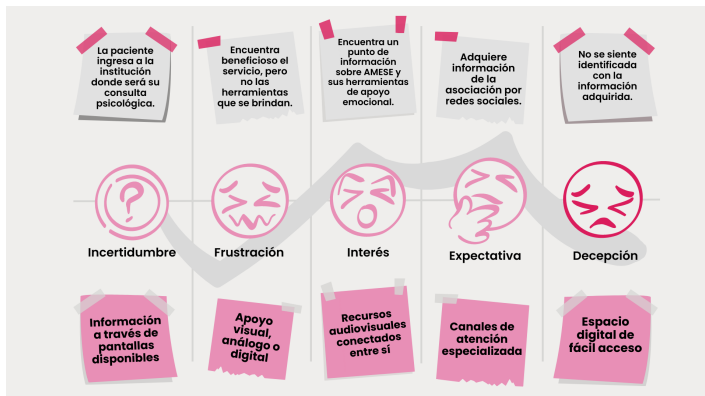 La paciente
ingresa a la
institución
donde será su
consulta
psicológica.
Encuentra
beneficioso el
servicio, pero
no las
herramientas
que se brindan.
Encuentra un
punto de
información
sobre AMESE y
sus herramientas
de apoyo
emocional.
Adquiere
información
de la
asociación por
redes sociales.
No se siente
identificada
con la
información
adquirida.
?
Incertidumbre
Frustración
Interés
Expectativa
Decepción
Información
a través de
pantallas
disponibles
Apoyo
visual,
análogo o
digital
Recursos
audiovisuales
conectados
entre sí
Canales de
atención
especializada
Espacio
digital de
fácil acceso